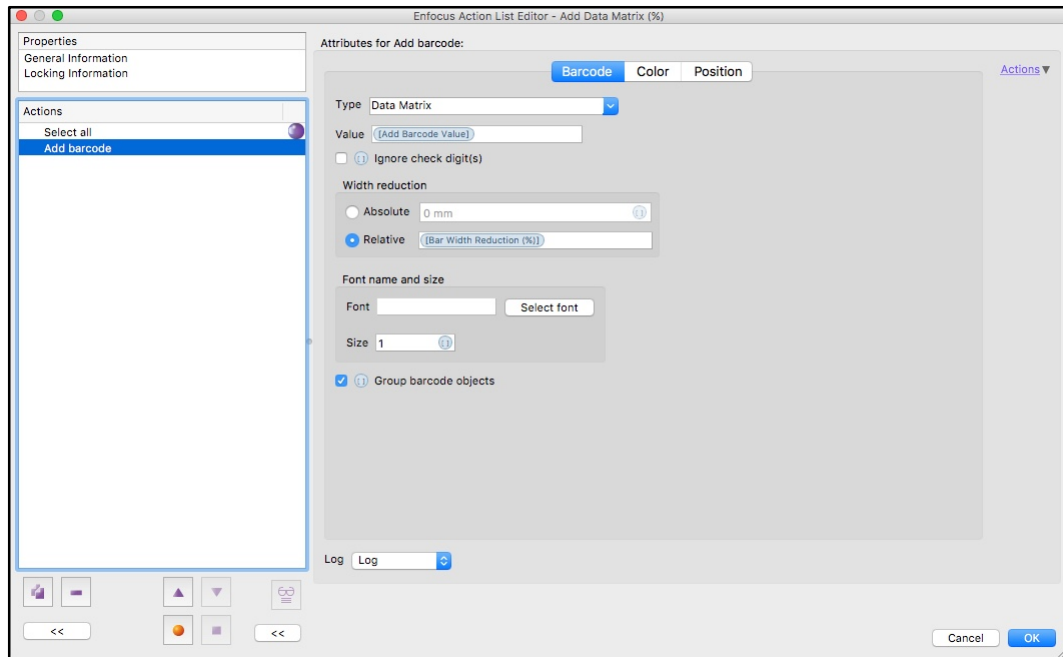 Enfocus Action List Editor - Add Data Matrix (%)
Properties
General Information
Locking Information
Actions
Select all
Add barcode
<<
<<
Attributes for Add barcode:
Barcode Color Position
Actions▼
Type Data Matrix
Value [Add Barcode Value]
Ignore check digit(s)
Width reduction
Absolute 0 mm
Relative [Bar Width Reduction (%)]
Font name and size
Font Select font
Size 1
Group barcode objects
Log Log
Cancel OK